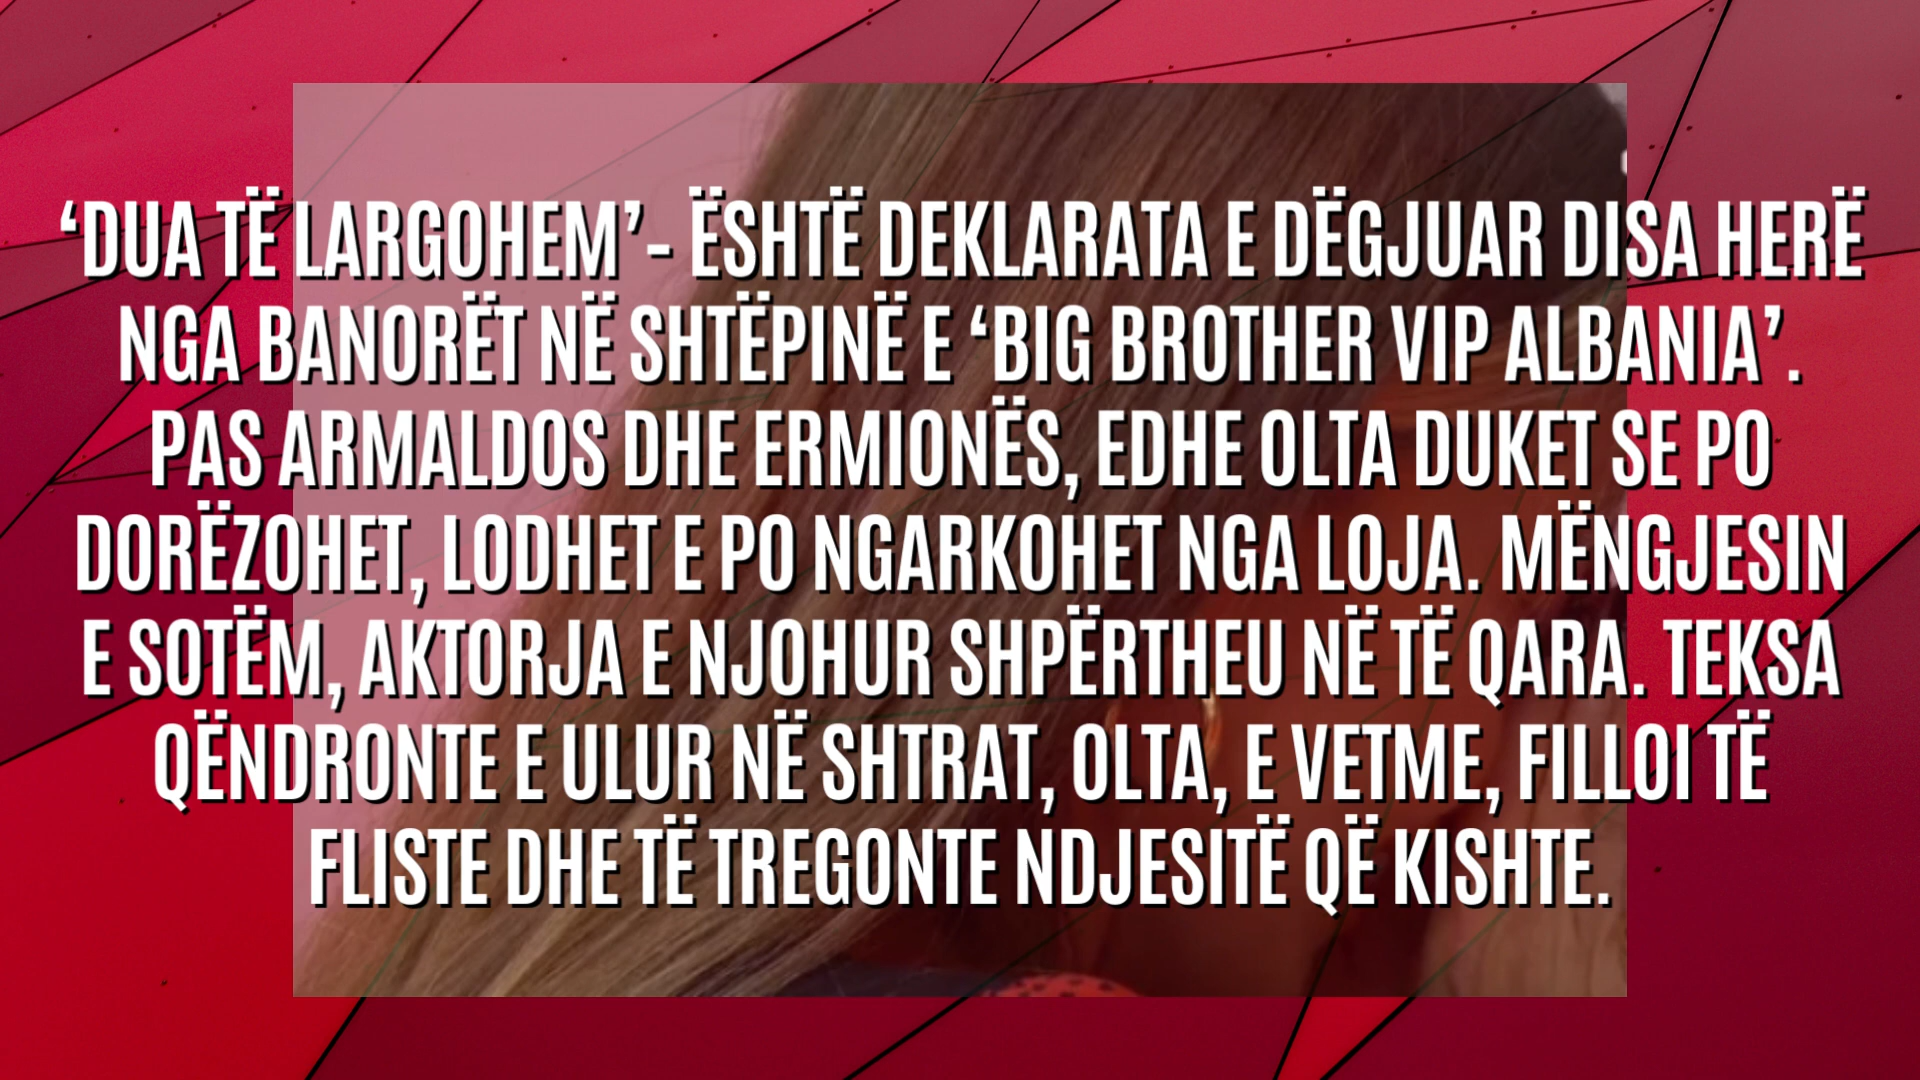 ‘DUA TË LARGOHEM’- ËSHTË DEKLARATA E DËGJUAR DISA HERË
NGA BANORËT NË SHTËPINË E ‘BIG BROTHER VIP ALBANIA’.
PAS ARMALDOS DHE ERMIONËS, EDHE OLTA DUKET SE PO
DORËZOHET, LODHET E PO NGARKOHET NGA LOJA. MËNGJESIN
E SOTËM, AKTORJA E NJOHUR SHPËRTHEU NË TË QARA. TEKSA
QËNDRONTE E ULUR NË SHTRAT, OLTA, E VETME, FILLOI TË
FLISTE DHE TË TREGONTE NDJESITË QË KISHTE.